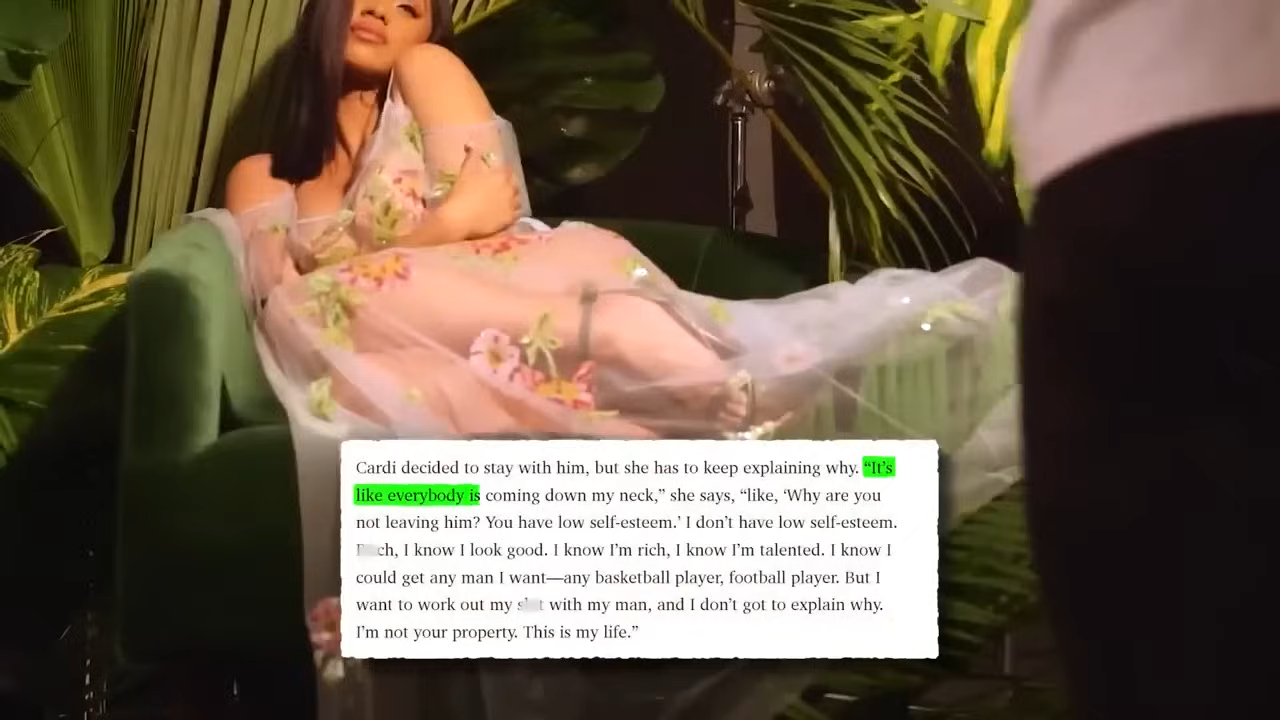 Cardi decided to stay with him, but she has to keep explaining why. “It’s
like everybody is coming down my neck,” she says, “like, ‘Why are you
not leaving him? You have low self-esteem.’ I don’t have low self-esteem.
ch, I know I look good. I know I’m rich, I know I’m talented. I know I
could get any man I want—any basketball player, football player. But I
want to work out my with my man, and I don’t got to explain why.
I’m not your property. This is my life.”